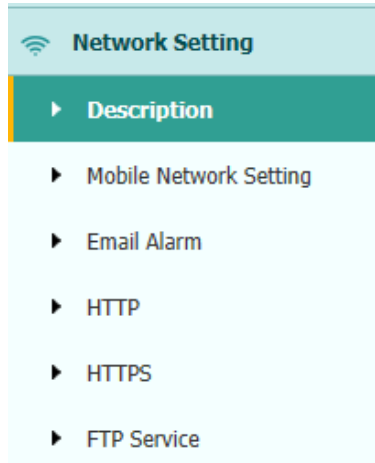 Network Setting
Description
Mobile Network Setting
Email Alarm
HTTP
HTTPS
FTP Service